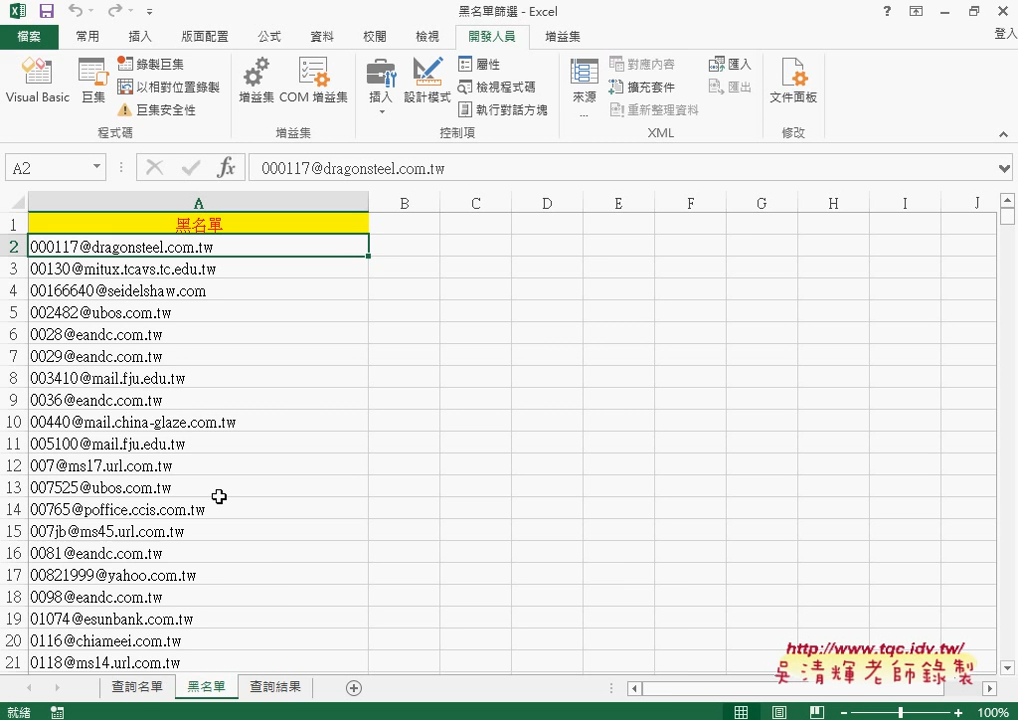 黑名單篩選 - Excel
檔案 常用 插入 版面配置 公式 資料 校閱 檢視 開發人員 增益集 登入
Visual Basic 巨集 錄製巨集 以相對位置錄製 巨集安全性
增益集 COM 增益集
插入 設計模式 屬性 檢視程式碼 執行對話方塊
來源 ... 對應內容 擴充套件 重新整理資料 匯入 匯出
文件面板
程式碼 增益集 控制項 XML 修改
A2 fx 000117@dragonsteel.com.tw
A B C D E F G H I J
1 黑名單
2 000117@dragonsteel.com.tw
3 00130@mitux.tcavs.tc.edu.tw
4 00166640@seidelshaw.com
5 002482@ubos.com.tw
6 0028@eandc.com.tw
7 0029@eandc.com.tw
8 003410@mail.fju.edu.tw
9 0036@eandc.com.tw
10 00440@mail.china-glaze.com.tw
11 005100@mail.fju.edu.tw
12 007@ms17.url.com.tw
13 007525@ubos.com.tw
14 00765@poffice.ccis.com.tw
15 007jb@ms45.url.com.tw
16 0081@eandc.com.tw
17 00821999@yahoo.com.tw
18 0098@eandc.com.tw
19 01074@esunbank.com.tw
20 0116@chiameei.com.tw
21 0118@ms14.url.com.tw
http://www.tqc.idv.tw/
吳清輝老師錄製
查詢名單 黑名單 查詢結果
就緒 100%